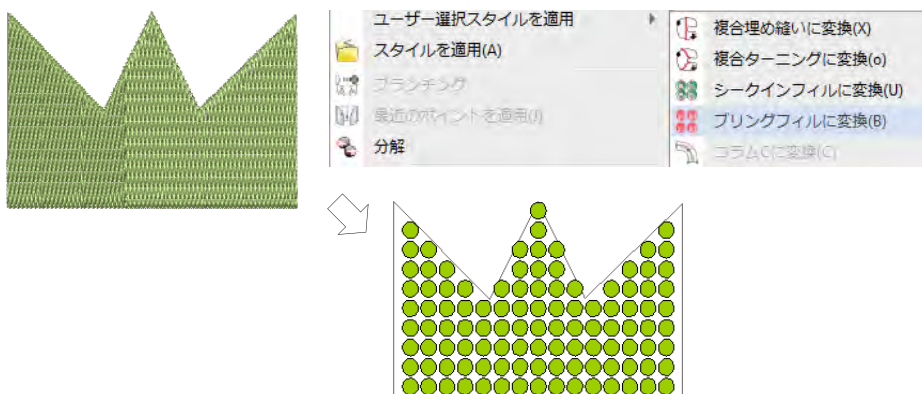 ユーザー選択スタイルを適用
スタイルを適用(A)
ブランチング
最近のポイントを適用(J)
分解
複合埋め縫いに変換(X)
複合ターニングに変換(o)
シークインフィルに変換(U)
ブリングフィルに変換(B)
コラムCに変換(C)